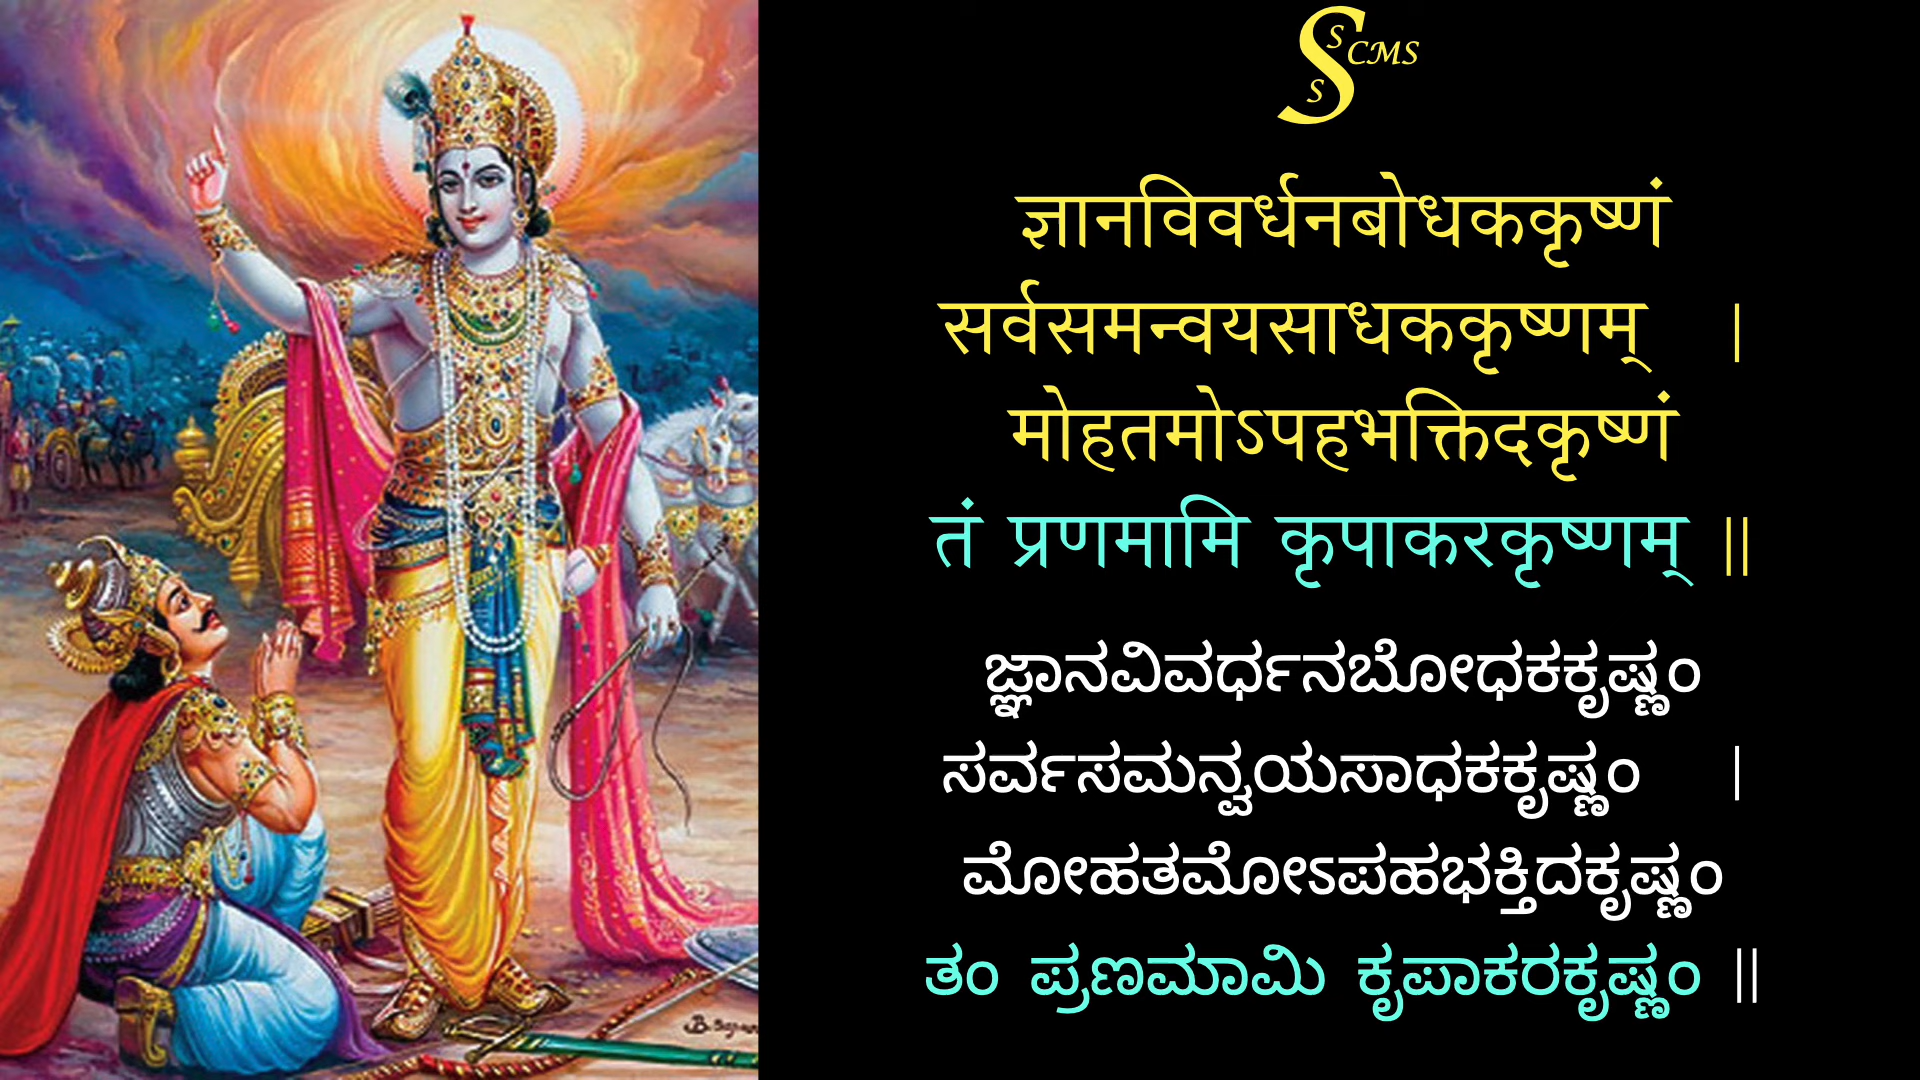 S
S CMS
S
ज्ञानविवर्धनबोधककृष्णं
सर्वसमन्वयसाधककृष्णम् |
मोहतमोऽपहभक्तिदकृष्णं
तं प्रणमामि कृपाकरकृष्णम् ||
ಜ್ಞಾನವಿವರ್ಧನಬೋಧಕಕೃಷ್ಣಂ
ಸರ್ವಸಮನ್ವಯಸಾಧಕಕೃಷ್ಣಂ |
ಮೋಹತಮೋಽಪಹಭಕ್ತಿದಕೃಷ್ಣಂ
ತಂ ಪ್ರಣಮಾಮಿ ಕೃಪಾಕರಕೃಷ್ಣಂ ||